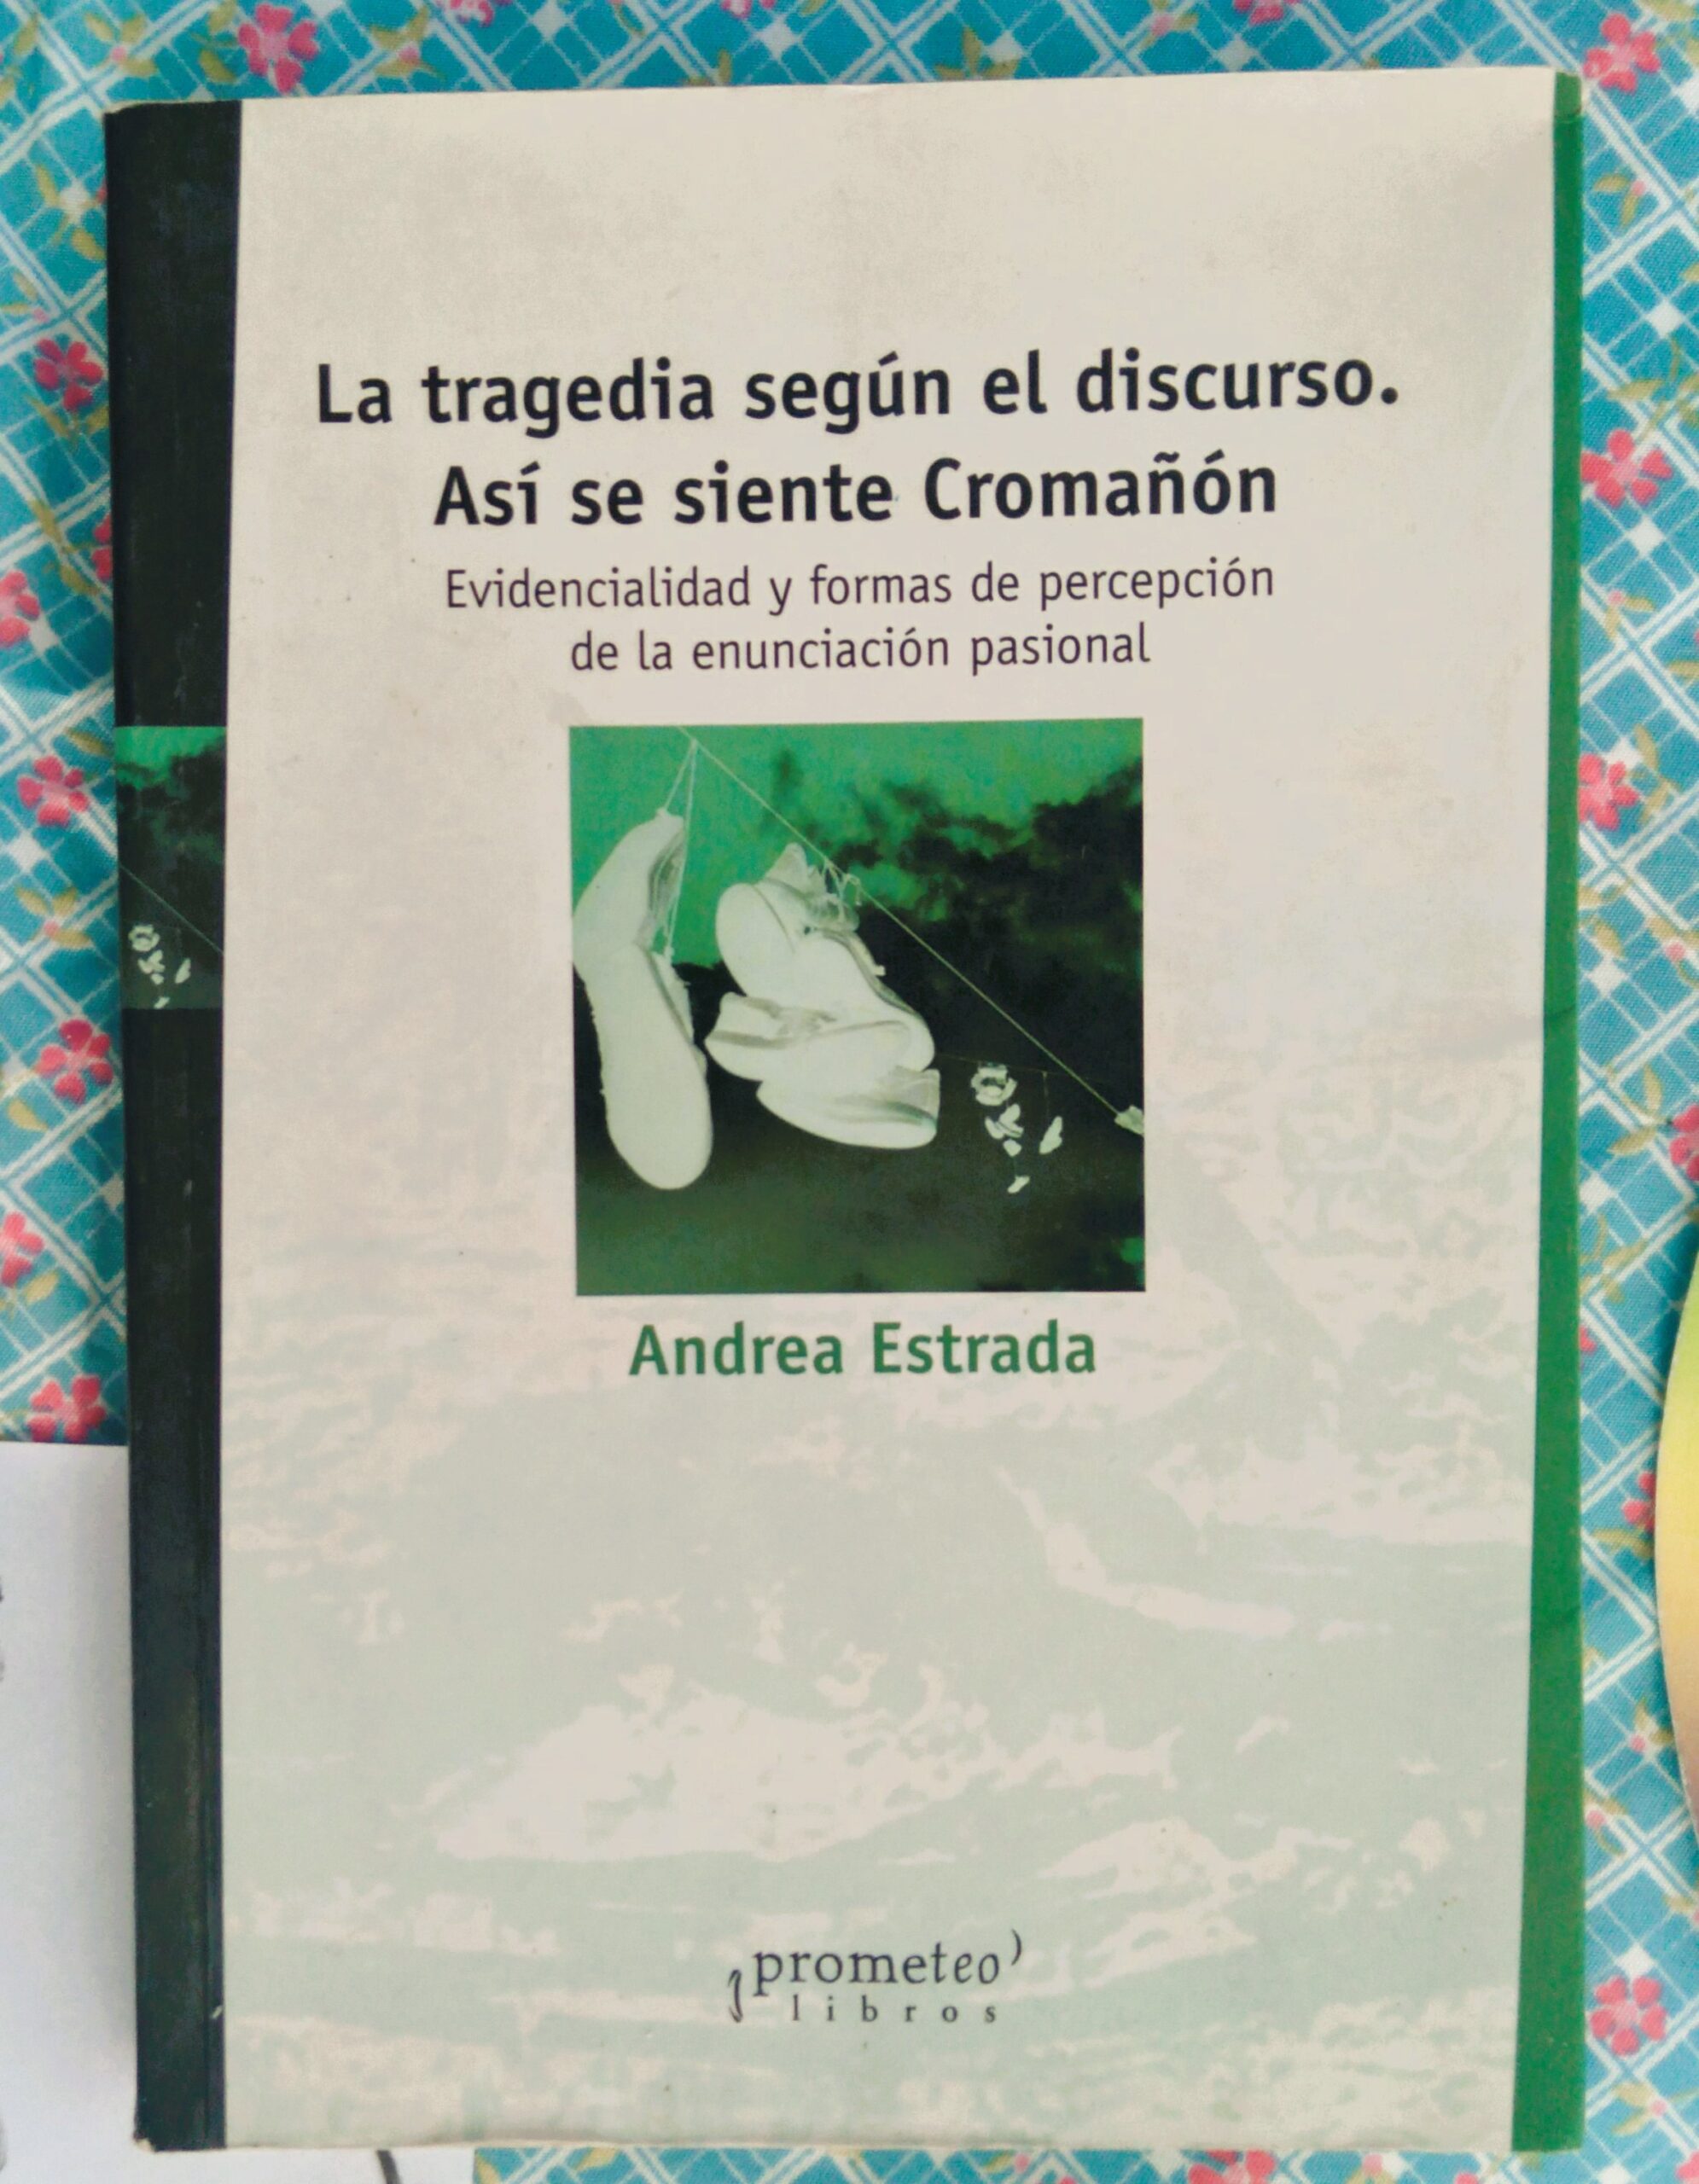 La tragedia según el discurso.
Así se siente Cromañón
Evidencialidad y formas de percepción
de la enunciación pasional
Andrea Estrada
prometeo
libros